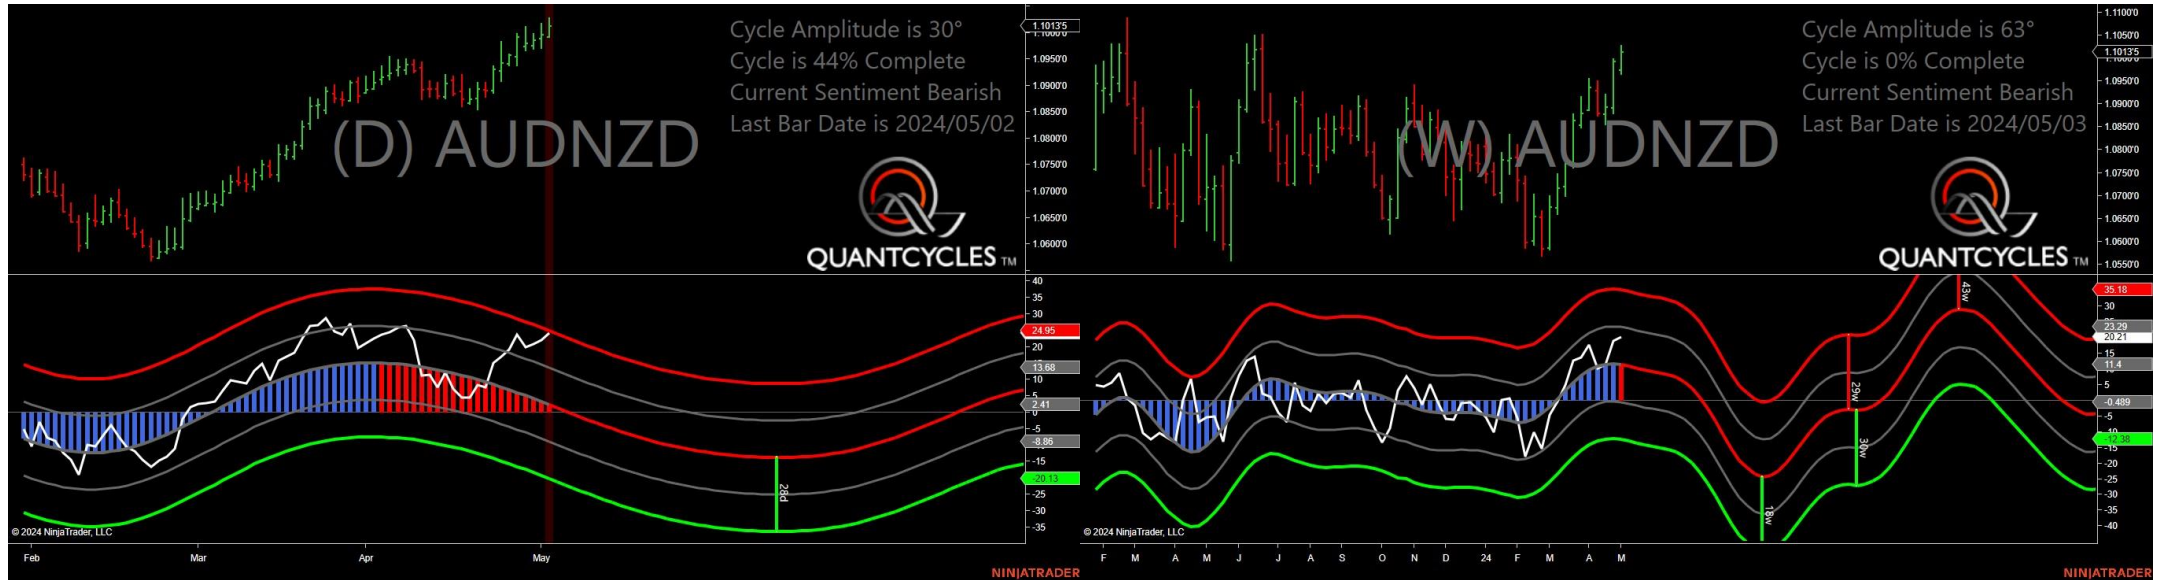 Cycle Amplitude is 30°
Cycle is 44% Complete
Current Sentiment Bearish
Last Bar Date is 2024/05/02
(D) AUDNZD
QUANTCYCLES TM
1.1013'5
1.0950'0
1.0900'0
1.0850'0
1.0800'0
1.0750'0
1.0700'0
1.0650'0
1.0600'0
40
35
30
24.95
20
13.68
10
5
2.41
-5
-8.86
-15
-20.13
-25
-30
-35
28d
© 2024 NinjaTrader, LLC
Feb Mar Apr May
NINJATRADER
Cycle Amplitude is 63°
Cycle is 0% Complete
Current Sentiment Bearish
Last Bar Date is 2024/05/03
(W) AUDNZD
QUANTCYCLES TM
1.1100'0
1.1050'0
1.1013'5
1.0950'0
1.0900'0
1.0850'0
1.0800'0
1.0750'0
1.0700'0
1.0650'0
1.0600'0
1.0550'0
35.18
30
23.29
20.21
15
11.4
5
-0.489
-5
-12.38
-15
-20
-25
-30
-35
-40
43w
29w
30w
18w
© 2024 NinjaTrader, LLC
F M A M J J A S O N D 24 F M A M
NINJATRADER